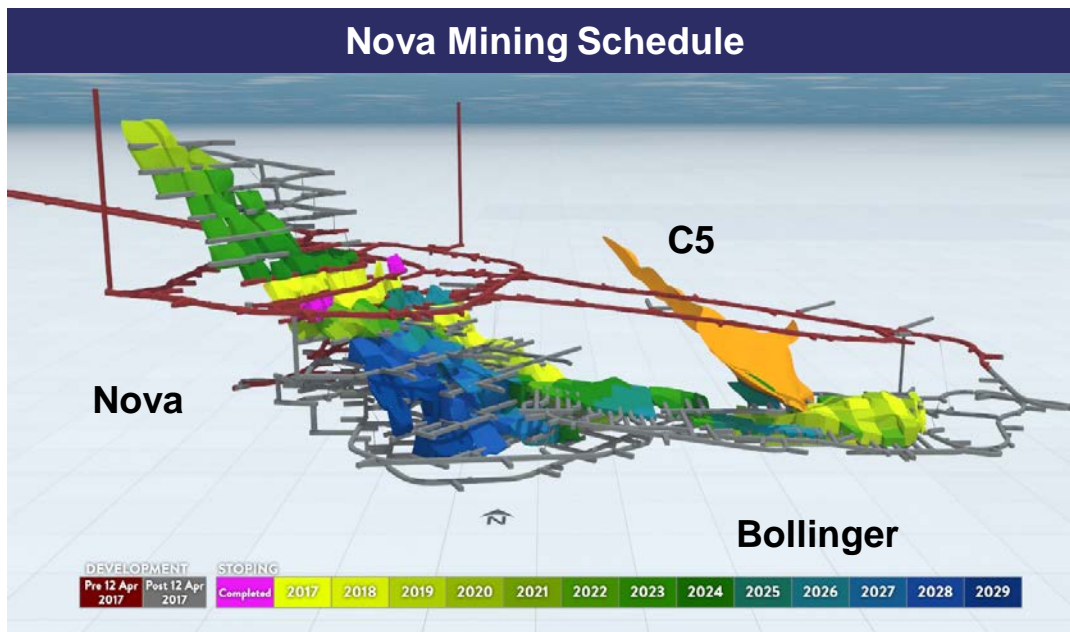 Nova Mining Schedule
C5
Nova
Bollinger
N
DEVELOPMENT
Pre 12 Apr
2017
Post 12 Apr
2017
STOPING
Completed 2017 2018 2019 2020 2021 2022 2023 2024 2025 2026 2027 2028 2029